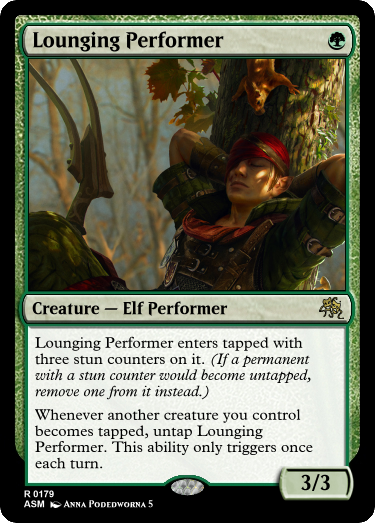 Lounging Performer
Creature — Elf Performer
Lounging Performer enters tapped with
three stun counters on it. (If a permanent
with a stun counter would become untapped,
remove one from it instead.)
Whenever another creature you control
becomes tapped, untap Lounging
Performer. This ability only triggers once
each turn.
3/3
R 0179
ASM Anna Podedworna 5